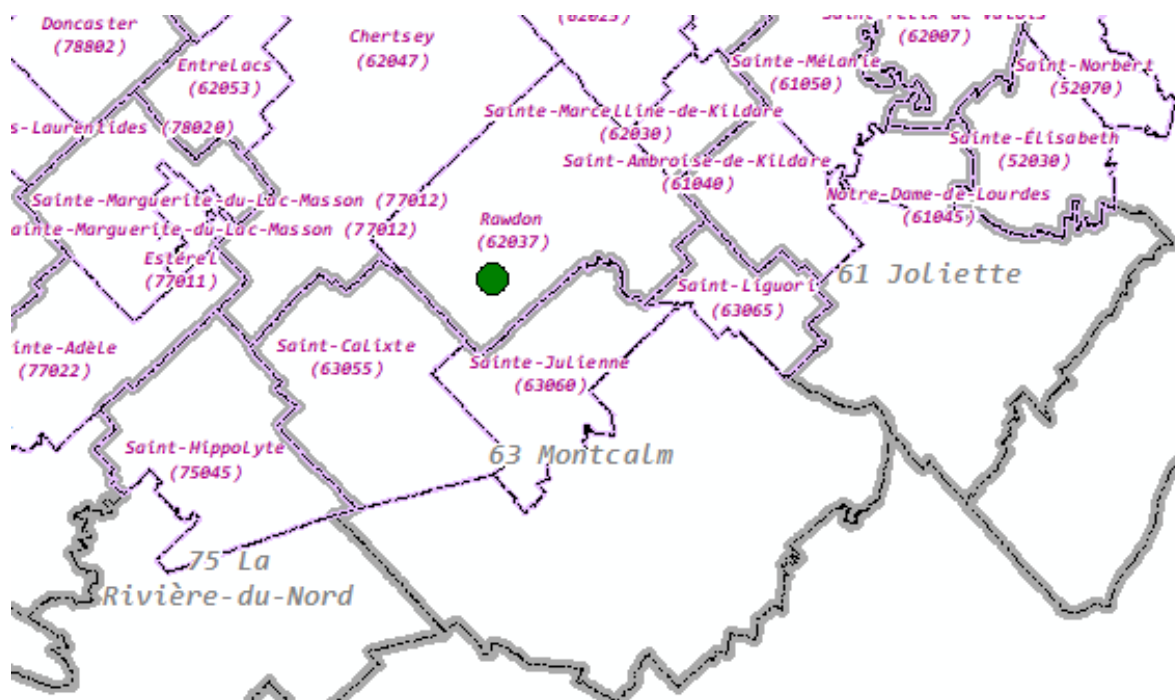 Doncaster
(78802)
Chertsey
(62047)
(62025)
(62007)
Entrelacs
(62053)
Sainte-Mélanie
(61050)
Saint-Norbert
(52070)
s-Laurentides (78020)
Sainte-Marcelline-de-Kildare
(62030)
Sainte-Élisabeth
(52030)
Saint-Ambroise-de-Kildare
(61040)
Sainte-Marguerite-du-Lac-Masson (77012)
Notre-Dame-de-Lourdes
(61045)
ainte-Marguerite-du-Lac-Masson (77012)
Rawdon
(62037)
Estérel
(77011)
61 Joliette
Saint-Liguori
(63065)
inte-Adèle
(77022)
Saint-Calixte
(63055)
Sainte-Julienne
(63060)
Saint-Hippolyte
(75045)
63 Montcalm
75 La
Rivière-du-Nord